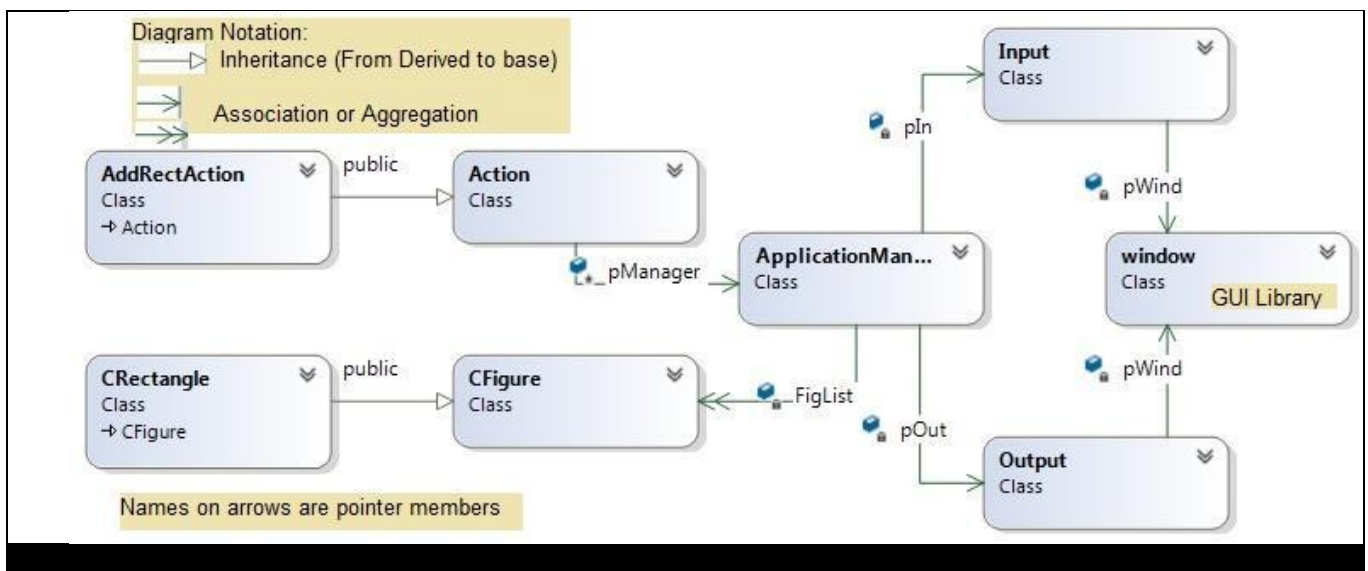 Diagram Notation:
Inheritance (From Derived to base)
Association or Aggregation
AddRectAction
Class
Action
public
Action
Class
pManager
ApplicationMan...
Class
pIn
Input
Class
pWind
window
Class
GUI Library
CRectangle
Class
CFigure
public
CFigure
Class
FigList
pOut
pWind
Output
Class
Names on arrows are pointer members